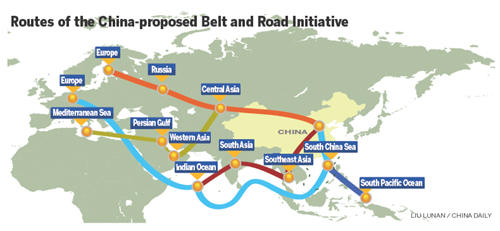 Routes of the China-proposed Belt and Road Initiative
Europe
Europe
Russia
Central Asia
Mediterranean Sea
Persian Gulf
Western Asia
CHINA
South Asia
South China Sea
Indian Ocean
Southeast Asia
South Pacific Ocean
LIU LUNAN / CHINA DAILY